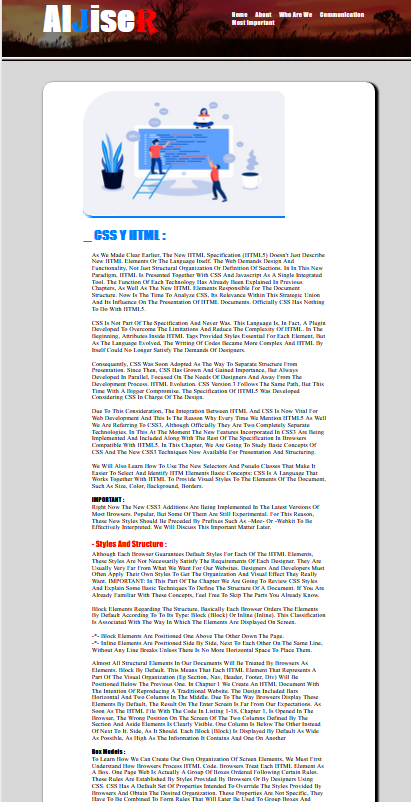 AlJiseR
Home About Who Are We Communication
Most Important
_ CSS Y HTML :
As We Made Clear Earlier, The New HTML Specification (HTML5) Doesn't Just Describe
New HTML Elements Or The Language Itself. The Web Demands Design And
Functionality, Not Just Structural Organization Or Definition Of Sections. In In This New
Paradigm, HTML Is Presented Together With CSS And Javascript As A Single Integrated
Tool. The Function Of Each Technology Has Already Been Explained In Previous
Chapters, As Well As The New HTML Elements Responsible For The Document
Structure. Now Is The Time To Analyze CSS, Its Relevance Within This Strategic Union
And Its Influence On The Presentation Of HTML Documents. Officially CSS Has Nothing
To Do With HTML5.
CSS Is Not Part Of The Specification And Never Was. This Language Is, In Fact, A Plugin
Developed To Overcome The Limitations And Reduce The Complexity Of HTML. In The
Beginning, Attributes Inside HTML Tags Provided Styles Essential For Each Element, But
As The Language Evolved, The Writing Of Codes Became More Complex And HTML By
Itself Could No Longer Satisfy The Demands Of Designers.
Consequently, CSS Was Soon Adopted As The Way To Separate Structure From
Presentation. Since Then, CSS Has Grown And Gained Importance, But Always
Developed In Parallel, Focused On The Needs Of Designers And Away From The
Development Process. HTML Evolution. CSS Version 3 Follows The Same Path, But This
Time With A Bigger Compromise. The Specification Of HTML5 Was Developed
Considering CSS In Charge Of The Design.
Due To This Consideration, The Integration Between HTML And CSS Is Now Vital For
Web Development And This Is The Reason Why Every Time We Mention HTML5 As Well
We Are Referring To CSS3, Although Officially They Are Two Completely Separate
Technologies. In This At The Moment The New Features Incorporated In CSS3 Are Being
Implemented And Included Along With The Rest Of The Specification In Browsers
Compatible With HTML5. In This Chapter, We Are Going To Study Basic Concepts Of
CSS And The New CSS3 Techniques Now Available For Presentation And Structuring.
We Will Also Learn How To Use The New Selectors And Pseudo Classes That Make It
Easier To Select And Identify HTM Elements Basic Concepts: CSS Is A Language That
Works Together With HTML To Provide Visual Styles To The Elements Of The Document,
Such As Size, Color, Background, Borders.
IMPORTANT :
Right Now The New CSS3 Additions Are Being Implemented In The Latest Versions Of
Most Browsers. Popular, But Some Of Them Are Still Experimental. For This Reason,
These New Styles Should Be Preceded By Prefixes Such As -Moz- Or -Webkit To Be
Effectively Interpreted. We Will Discuss This Important Matter Later.
- Styles And Structure :
Although Each Browser Guarantees Default Styles For Each Of The HTML Elements,
These Styles Are Not Necessarily Satisfy The Requirements Of Each Designer. They Are
Usually Very Far From What We Want For Our Websites. Designers And Developers Must
Often Apply Their Own Styles To Get The Organization And Visual Effect They Really
Want. IMPORTANT: In This Part Of The Chapter We Are Going To Review CSS Styles
And Explain Some Basic Techniques To Define The Structure Of A Document. If You Are
Already Familiar With These Concepts, Feel Free To Skip The Parts You Already Know.
Block Elements Regarding The Structure, Basically Each Browser Orders The Elements
By Default According To To Its Type: Block (Block) Or Inline (Inline). This Classification
Is Associated With The Way In Which The Elements Are Displayed On Screen.
-*- Block Elements Are Positioned One Above The Other Down The Page.
-*- Inline Elements Are Positioned Side By Side, Next To Each Other On The Same Line,
Without Any Line Breaks Unless There Is No More Horizontal Space To Place Them.
Almost All Structural Elements In Our Documents Will Be Treated By Browsers As
Elements. Block By Default. This Means That Each HTML Element That Represents A
Part Of The Visual Organization (Eg Section, Nav, Header, Footer, Div) Will Be
Positioned Below The Previous One. In Chapter 1 We Create An HTML Document With
The Intention Of Reproducing A Traditional Website. The Design Included Bars
Horizontal And Two Columns In The Middle. Due To The Way Browsers Display These
Elements By Default, The Result On The Enter Screen Is Far From Our Expectations. As
Soon As The HTML File With The Code In Listing 1-18, Chapter 1, Is Opened In The
Browser, The Wrong Position On The Screen Of The Two Columns Defined By The
Section And Aside Elements Is Clearly Visible. One Column Is Below The Other Instead
Of Next To It. Side, As It Should. Each Block (Block) Is Displayed By Default As Wide
As Possible, As High As The Information It Contains And One On Another
Box Models :
To Learn How We Can Create Our Own Organization Of Screen Elements, We Must First
Understand How Browsers Process HTML Code. Browsers Treat Each HTML Element As
A Box. One Page Web Is Actually A Group Of Boxes Ordered Following Certain Rules.
These Rules Are Established By Styles Provided By Browsers Or By Designers Using
CSS. CSS Has A Default Set Of Properties Intended To Override The Styles Provided By
Browsers And Obtain The Desired Organization. These Properties Are Not Specific, They
Have To Be Combined To Form Rules That Will Later Be Used To Group Boxes And